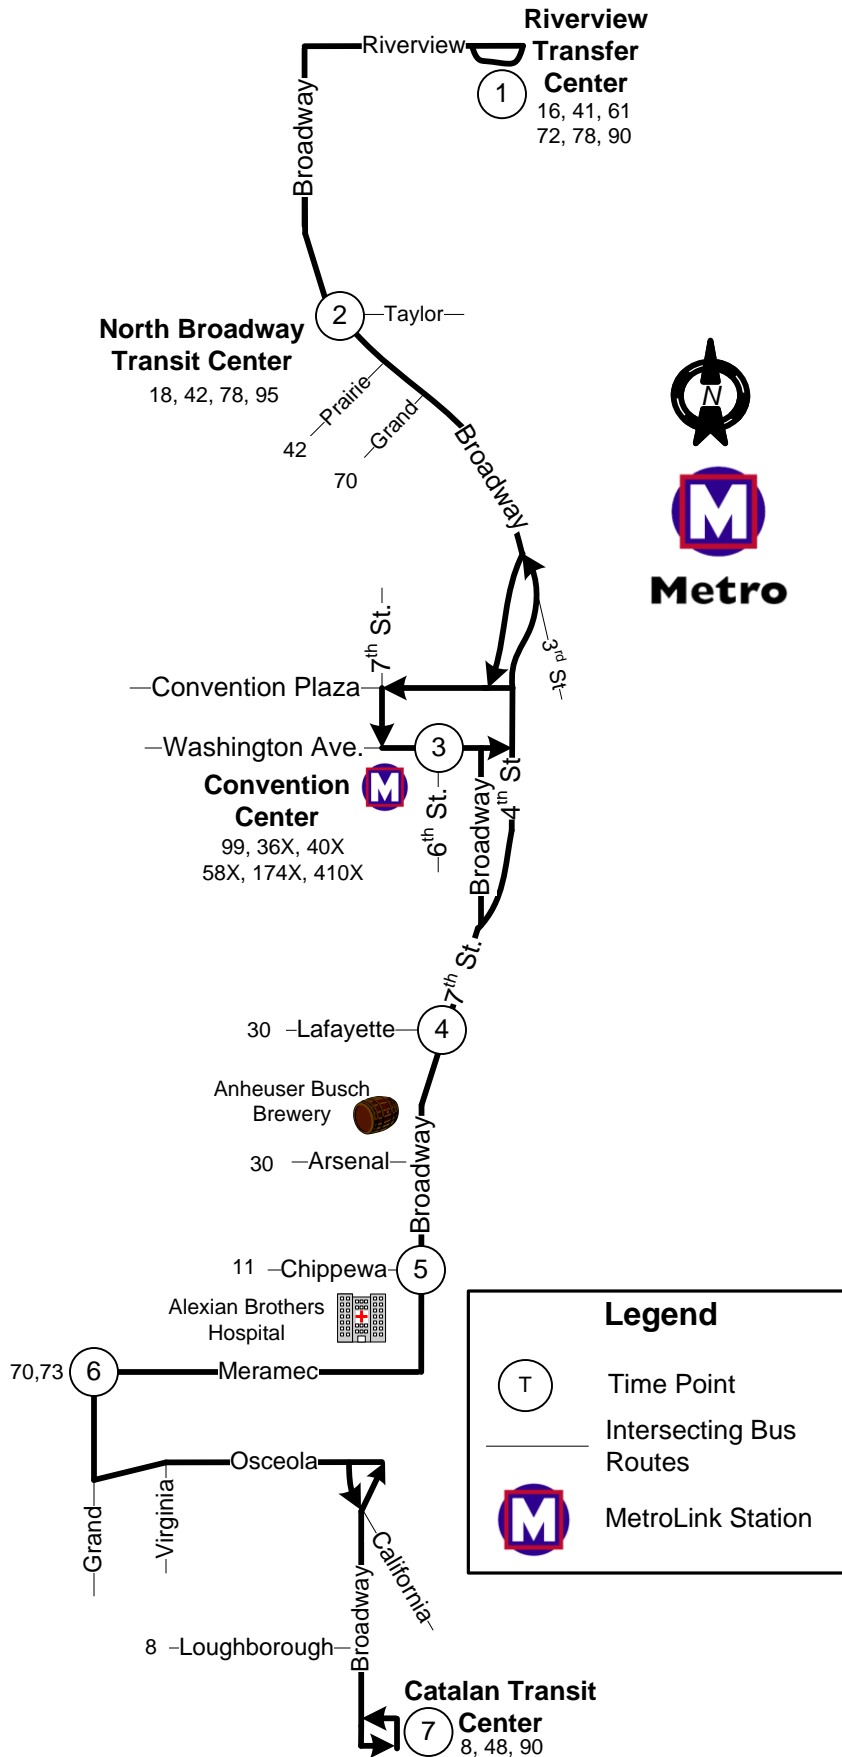 Riverview
Transfer
Center
Riverview
1
16, 41, 61
72, 78, 90
Broadway
2
Taylor
North Broadway
Transit Center
18, 42, 78, 95
Prairie
42
Grand
70
N
Broadway
M
Metro
7th St.
3rd St
Convention Plaza
Washington Ave.
3
4th St
Convention
Center
M
99, 36X, 40X
58X, 174X, 410X
6th St.
Broadway
7th St.
30
Lafayette
4
Anheuser Busch
Brewery
30
Arsenal
Broadway
11
Chippewa
5
Alexian Brothers
Hospital
70,73
6
Meramec
Osceola
Grand
Virginia
California
Broadway
8
Loughborough
Catalan Transit
Center
7
8, 48, 90
Legend
T
Time Point
Intersecting Bus
Routes
M
MetroLink Station